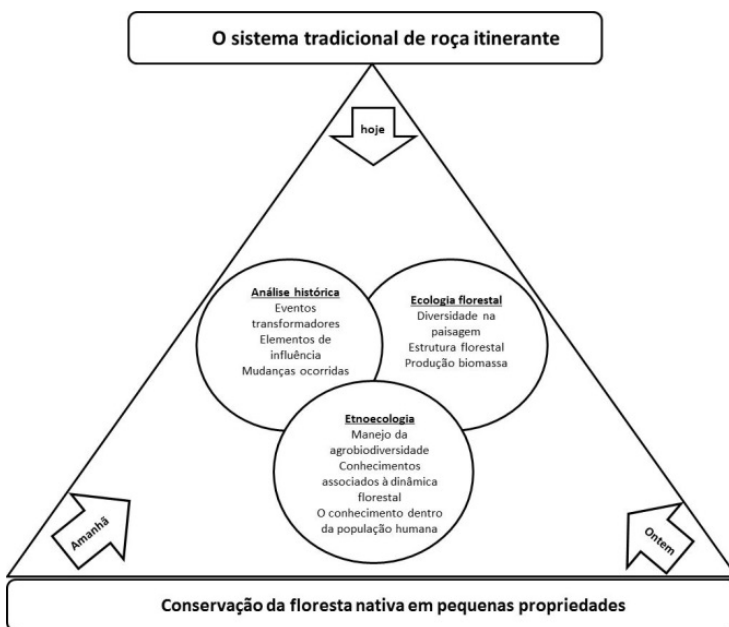 O sistema tradicional de roça itinerante
hoje
Análise histórica
Eventos
transformadores
Elementos de
influência
Mudanças ocorridas
Ecologia florestal
Diversidade na
paisagem
Estrutura florestal
Produção biomassa
Etnoecologia
Manejo da
agrobiodiversidade
Conhecimentos
associados à dinâmica
florestal
O conhecimento dentro
da população humana
Amanhã
Ontem
Conservação da floresta nativa em pequenas propriedades